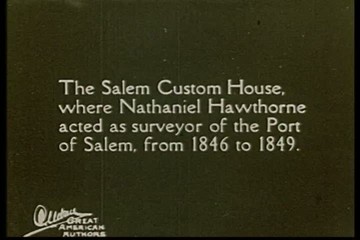 The Salem Custom House,
where Nathaniel Hawthorne
acted as surveyor of the Port
of Salem, from 1846 to 1849.
GREAT
AMERICAN
AUTHORS